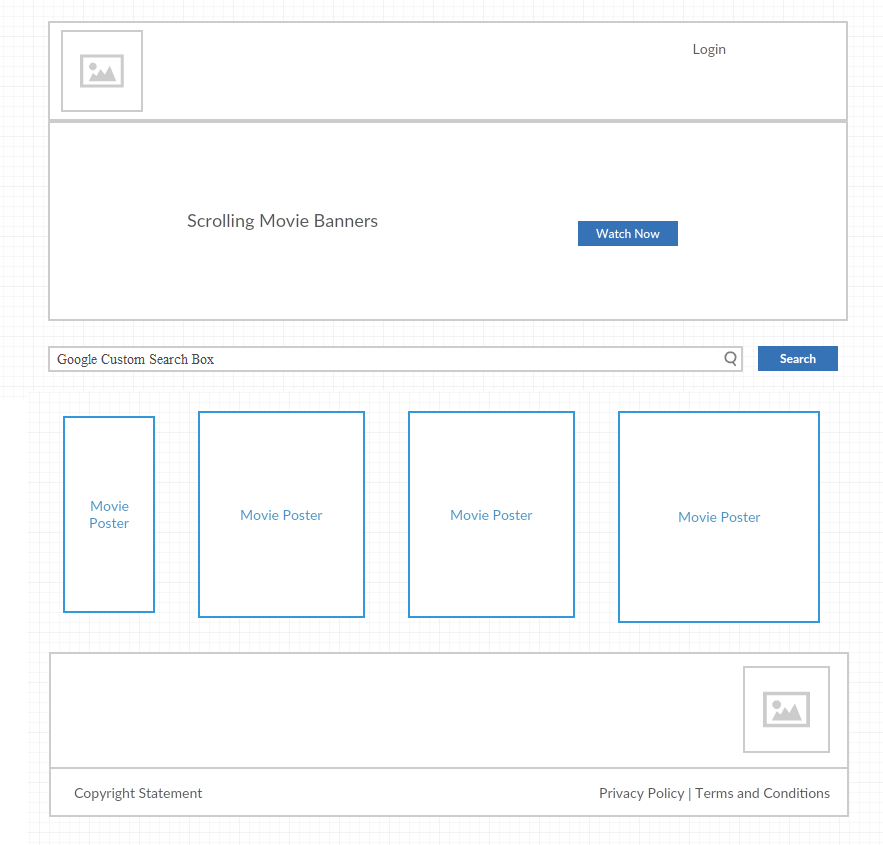 Login
Scrolling Movie Banners
Watch Now
Google Custom Search Box
Search
Movie
Poster
Movie Poster
Movie Poster
Movie Poster
Copyright Statement
Privacy Policy | Terms and Conditions